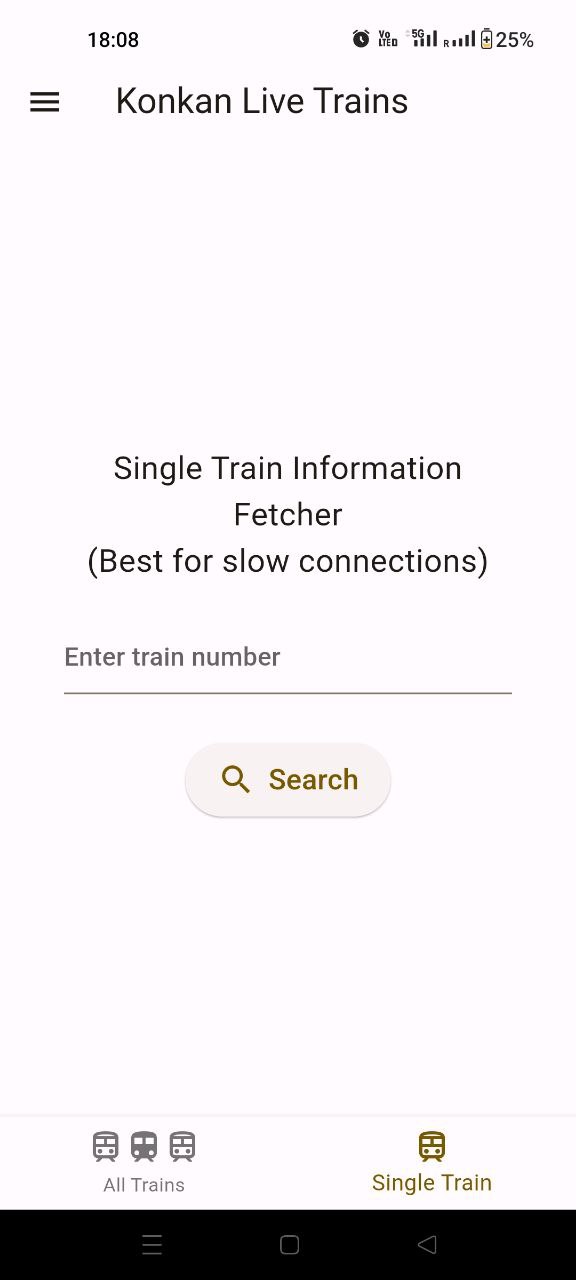 18:08
Vo
LTE D
5G
R
25%
Konkan Live Trains
Single Train Information
Fetcher
(Best for slow connections)
Enter train number
Search
All Trains
Single Train